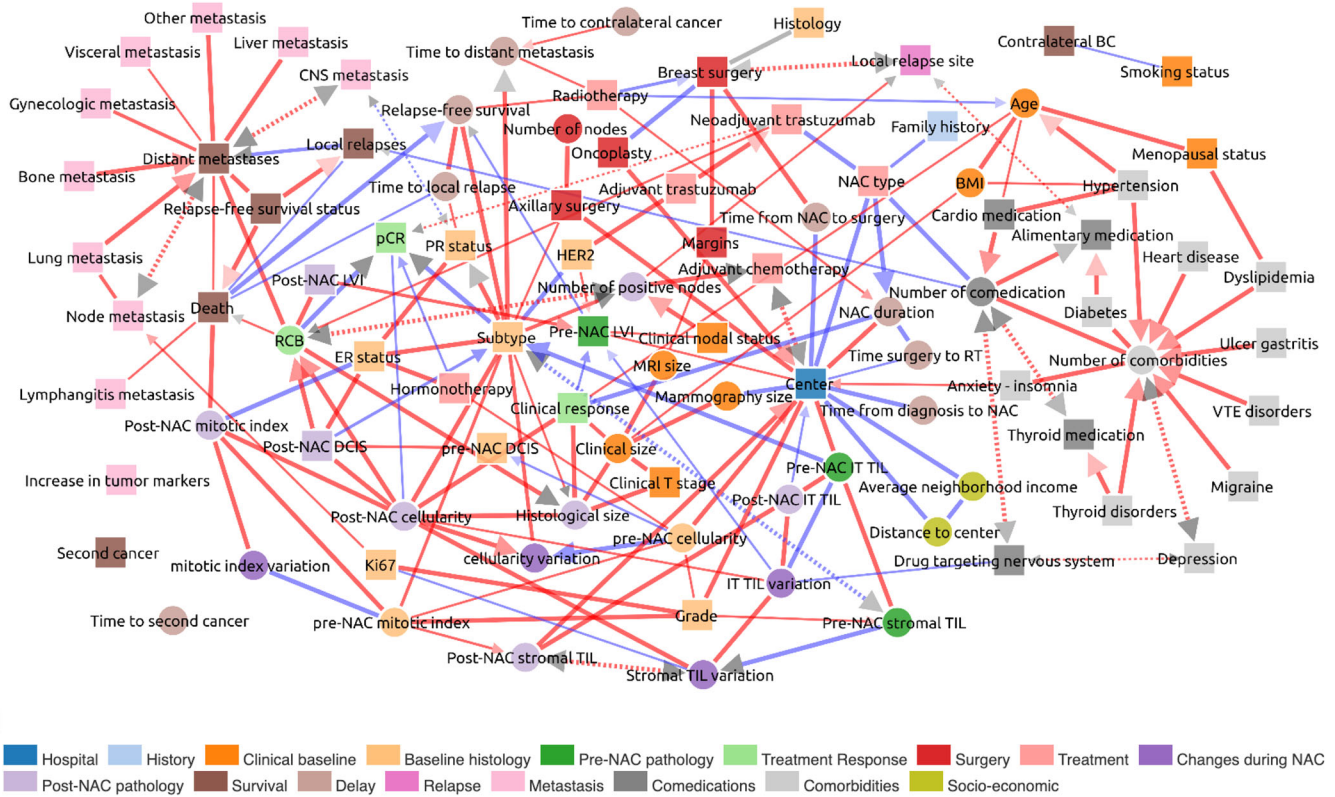 Other metastasis
Time to contralateral cancer
Histology
Visceral metastasis
Liver metastasis
Time to distant metastasis
Contralateral BC
CNS metastasis
Breast surgery
Local relapse site
Smoking status
Gynecologic metastasis
Relapse-free survival
Radiotherapy
Age
Number of nodes
Neoadjuvant trastuzumab
Family history
Distant metastases
Local relapses
Oncoplasty
Menopausal status
Bone metastasis
Time to local relapse
Adjuvant trastuzumab
NAC type
BMI
Hypertension
Relapse-free survival status
Axillary surgery
Time from NAC to surgery
Cardio medication
pCR
PR status
Margins
Alimentary medication
Lung metastasis
HER2
Adjuvant chemotherapy
Heart disease
Post-NAC LVI
Number of positive nodes
Number of comedication
Dyslipidemia
Node metastasis
Death
NAC duration
Diabetes
RCB
Subtype
Pre-NAC LVI
Clinical nodal status
Ulcer gastritis
ER status
MRI size
Time surgery to RT
Number of comorbidities
Lymphangitis metastasis
Hormonotherapy
Mammography size
Center
Anxiety - insomnia
Clinical response
Time from diagnosis to NAC
VTE disorders
Post-NAC mitotic index
Post-NAC DCIS
pre-NAC DCIS
Clinical size
Thyroid medication
Increase in tumor markers
Clinical T stage
Pre-NAC IT TIL
Average neighborhood income
Migraine
Post-NAC cellularity
Histological size
Post-NAC IT TIL
Thyroid disorders
Second cancer
pre-NAC cellularity
Distance to center
mitotic index variation
Ki67
cellularity variation
IT TIL variation
Drug targeting nervous system
Depression
Time to second cancer
pre-NAC mitotic index
Grade
Pre-NAC stromal TIL
Post-NAC stromal TIL
Stromal TIL variation
Hospital History Clinical baseline Baseline histology Pre-NAC pathology Treatment Response Surgery Treatment Changes during NAC
Post-NAC pathology Survival Delay Relapse Metastasis Comedications Comorbidities Socio-economic